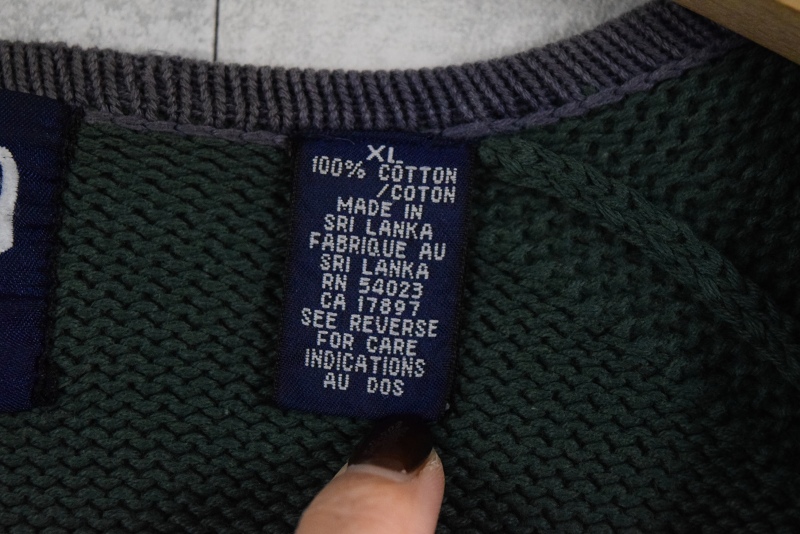 XL
100% COTTON
/COTON
MADE IN
SRI LANKA
FABRIQUE AU
SRI LANKA
RN 54023
CA 17897
SEE REVERSE
FOR CARE
INDICATIONS
AU DOS